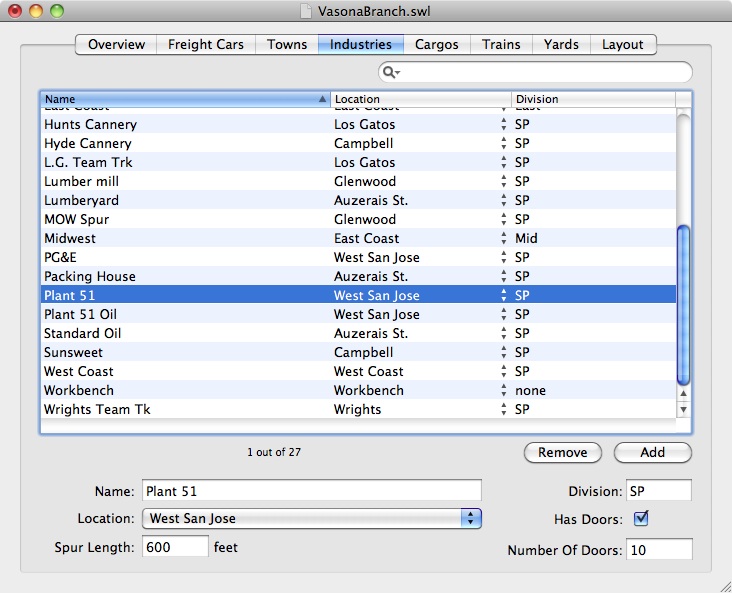 VasonaBranch.swl
Overview Freight Cars Towns Industries Cargos Trains Yards Layout
Name Location Division
East Coast East Coast East
Hunts Cannery Los Gatos SP
Hyde Cannery Campbell SP
L.G. Team Trk Los Gatos SP
Lumber mill Glenwood SP
Lumberyard Auzerais St. SP
MOW Spur Glenwood SP
Midwest East Coast Mid
PG&E West San Jose SP
Packing House Auzerais St. SP
Plant 51 West San Jose SP
Plant 51 Oil West San Jose SP
Standard Oil Auzerais St. SP
Sunsweet Campbell SP
West Coast West Coast SP
Workbench Workbench none
Wrights Team Tk Wrights SP
1 out of 27 Remove Add
Name: Plant 51 Division: SP
Location: West San Jose Has Doors:
Spur Length: 600 feet Number Of Doors: 10